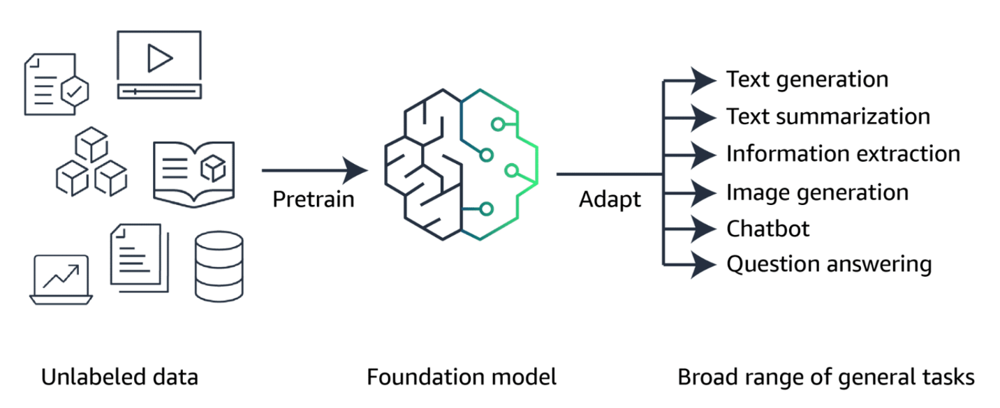 Pretrain
Adapt
Text generation
Text summarization
Information extraction
Image generation
Chatbot
Question answering
Unlabeled data
Foundation model
Broad range of general tasks